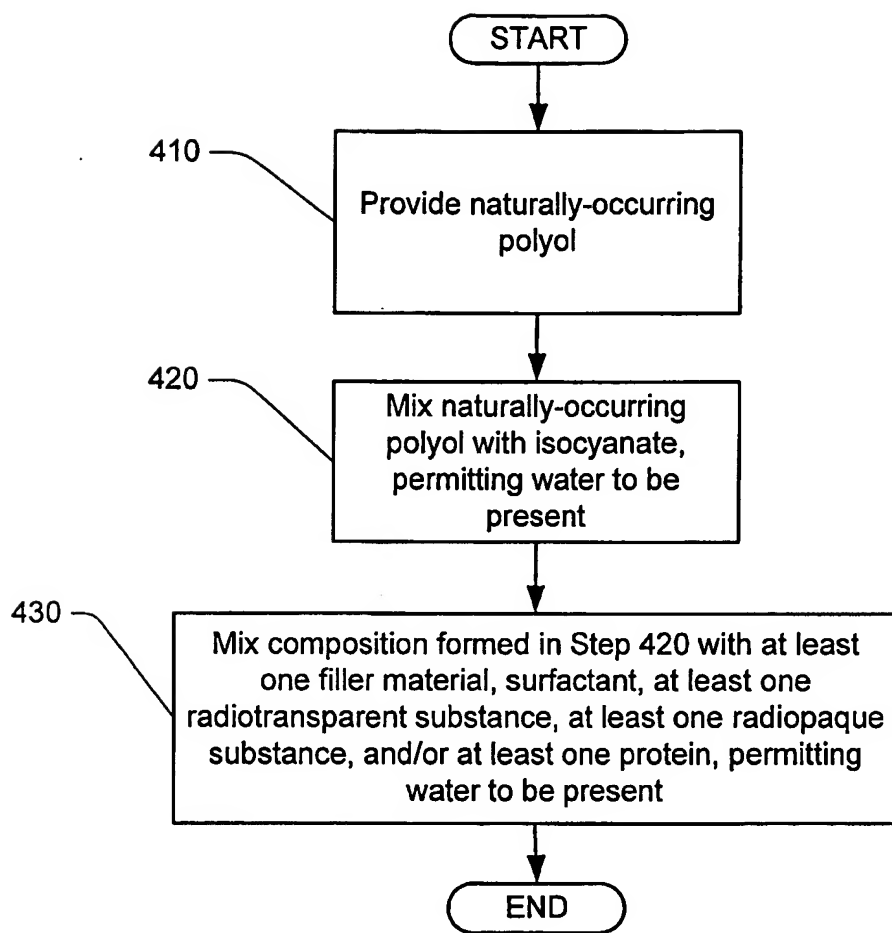 START
410
Provide naturally-occurring
polyol
420
Mix naturally-occurring
polyol with isocyanate,
permitting water to be
present
430
Mix composition formed in Step 420 with at least
one filler material, surfactant, at least one
radiotransparent substance, at least one radiopaque
substance, and/or at least one protein, permitting
water to be present
END